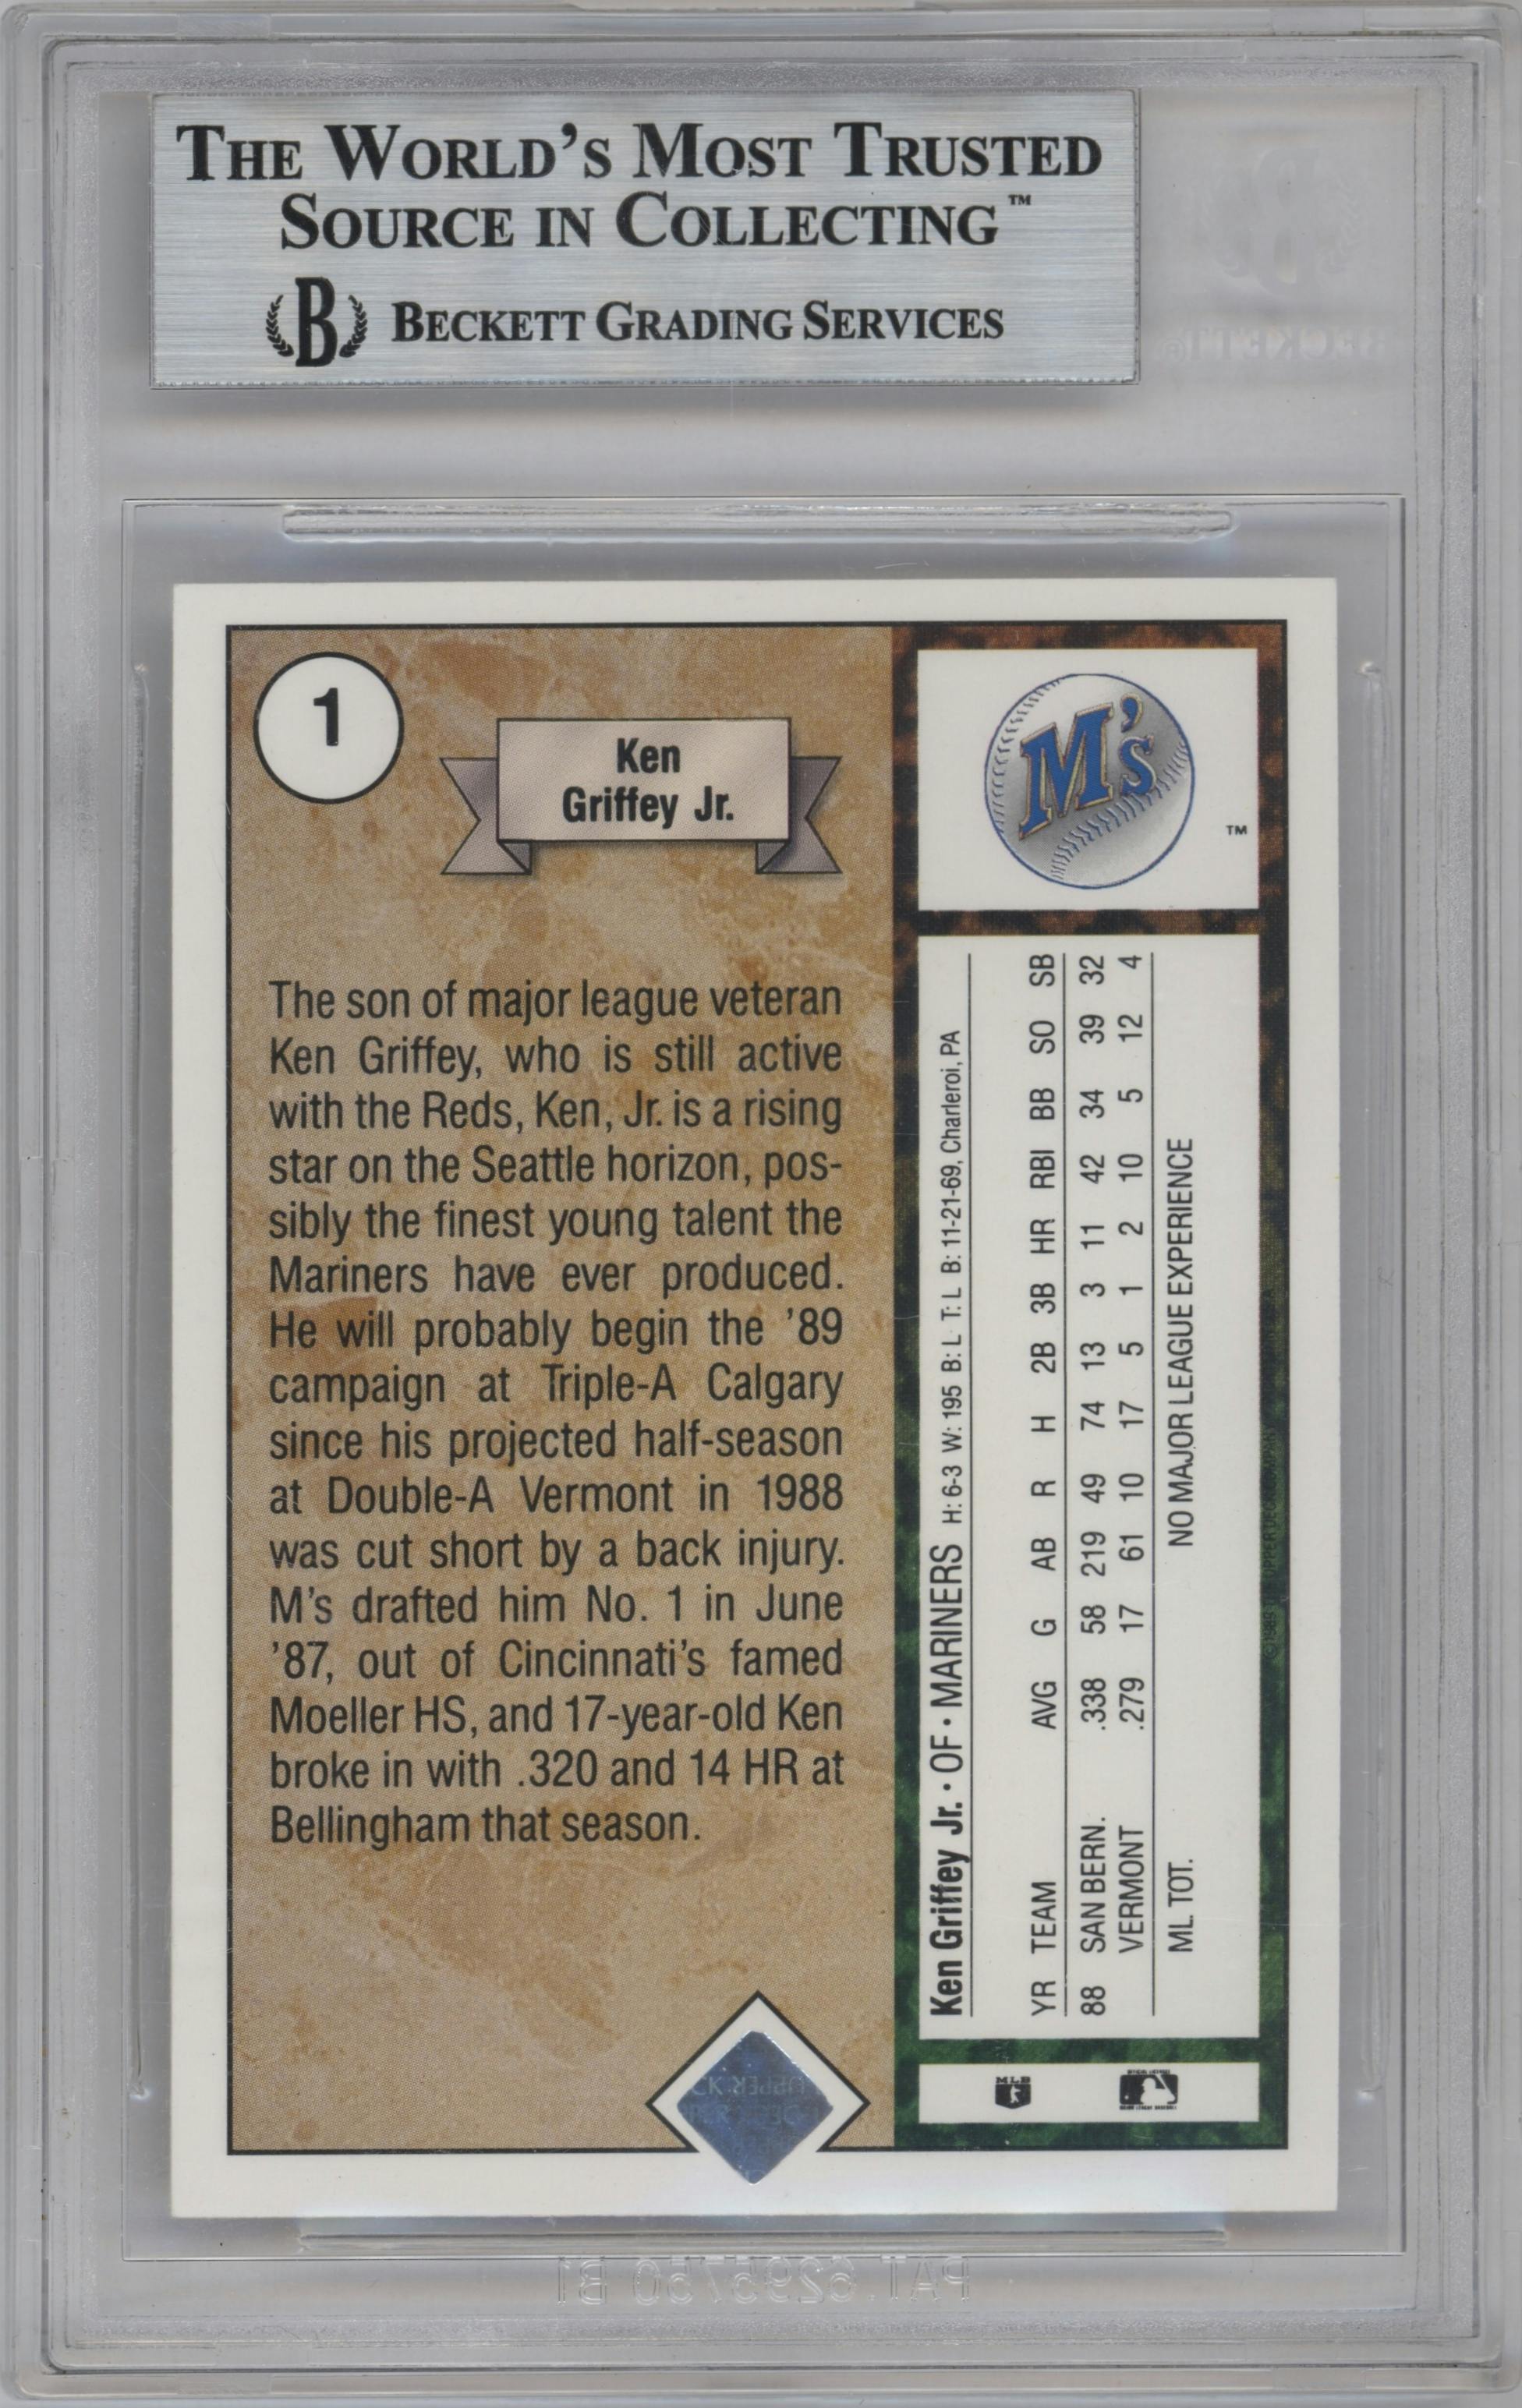 THE WORLD'S MOST TRUSTED
SOURCE IN COLLECTING™
B BECKETT GRADING SERVICES
1
Ken
Griffey Jr.
The son of major league veteran
Ken Griffey, who is still active
with the Reds, Ken, Jr. is a rising
star on the Seattle horizon, pos-
sibly the finest young talent the
Mariners have ever produced.
He will probably begin the '89
campaign at Triple-A Calgary
since his projected half-season
at Double-A Vermont in 1988
was cut short by a back injury.
M's drafted him No. 1 in June
'87, out of Cincinnati's famed
Moeller HS, and 17-year-old Ken
broke in with .320 and 14 HR at
Bellingham that season.
M's
TM
Ken Griffey Jr. • OF • MARINERS H: 6-3 W: 195 B: L T: L B: 11-21-69, Charleroi, PA
YR TEAM AVG G AB R H 2B 3B HR RBI BB SO SB
88 SAN BERN. .338 58 219 49 74 13 3 11 42 34 39 32
VERMONT .279 17 61 10 17 5 1 2 10 5 12 4
ML TOT. NO MAJOR LEAGUE EXPERIENCE
MLB
PAT. 6295750 B1